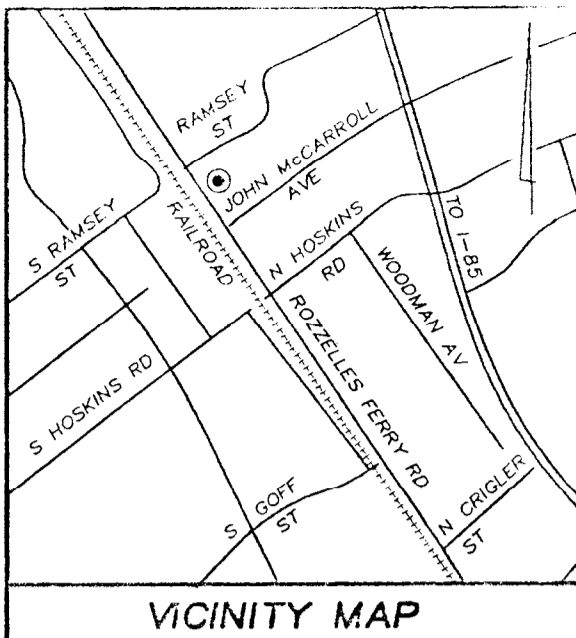 RAMSEY
ST
JOHN McCARROLL
AVE
S RAMSEY
ST
RAILROAD
N HOSKINS
RD
TO I-85
WOODMAN AV
ROZZELLES FERRY RD
S HOSKINS RD
S GOFF
ST
N CRIGLER
ST
VICINITY MAP